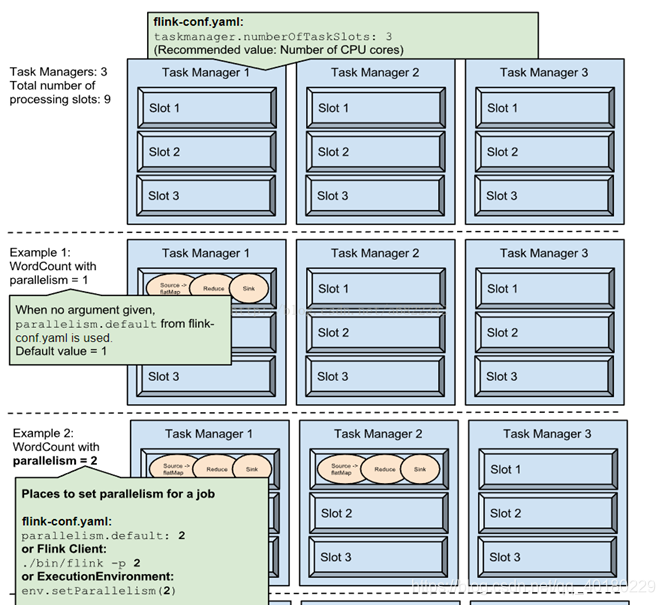 flink-conf.yaml:
taskmanager.numberOfTaskSlots: 3
(Recommended value: Number of CPU cores)
Task Managers: 3
Total number of
processing slots: 9
Task Manager 1
Slot 1
Slot 2
Slot 3
Task Manager 2
Slot 1
Slot 2
Slot 3
Task Manager 3
Slot 1
Slot 2
Slot 3
Example 1:
WordCount with
parallelism = 1
When no argument given,
parallelism.default from flink-
conf.yaml is used.
Default value = 1
Task Manager 1
Source ->
flatMap
Reduce
Sink
Slot 3
Task Manager 2
Slot 1
Slot 2
Slot 3
Task Manager 3
Slot 1
Slot 2
Slot 3
Example 2:
WordCount with
parallelism = 2
Places to set parallelism for a job
flink-conf.yaml:
parallelism.default: 2
or Flink Client:
./bin/flink -p 2
or ExecutionEnvironment:
env.setParallelism(2)
Task Manager 1
Source ->
flatMap
Reduce
Sink
Task Manager 2
Source ->
flatMap
Reduce
Sink
Slot 2
Slot 3
Task Manager 3
Slot 1
Slot 2
Slot 3
https://blog.csdn.net/qq_40180229